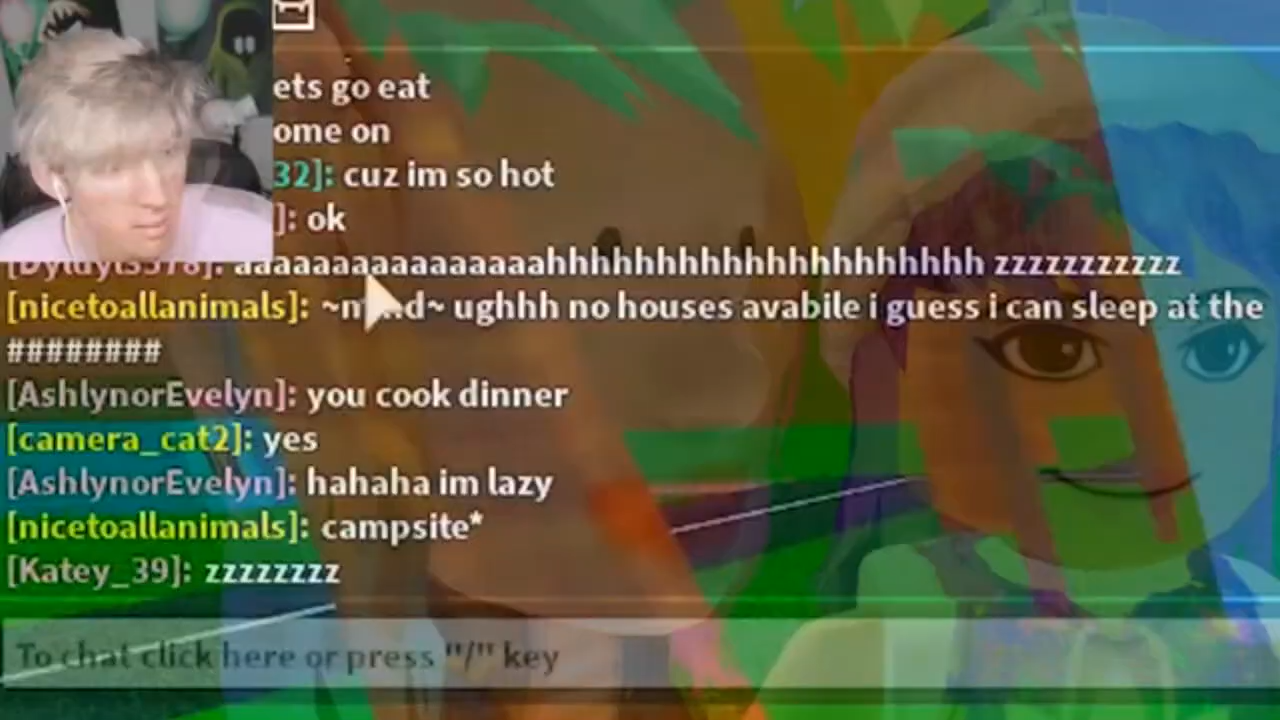 ets go eat
ome on
32]: cuz im so hot
]: ok
aaaaaaaaaaaaaaaahhhhhhhhhhhhhhhhhhhhhh zzzzzzzzzzz
[nicetoallanimals]: ughhh no houses avabile i guess i can sleep at the
########
[AshlynorEvelyn]: you cook dinner
[camera_cat2]: yes
[AshlynorEvelyn]: hahaha im lazy
[nicetoallanimals]: campsite*
[Katey_39]: zzzzzzzz
To chat click here or press "/" key